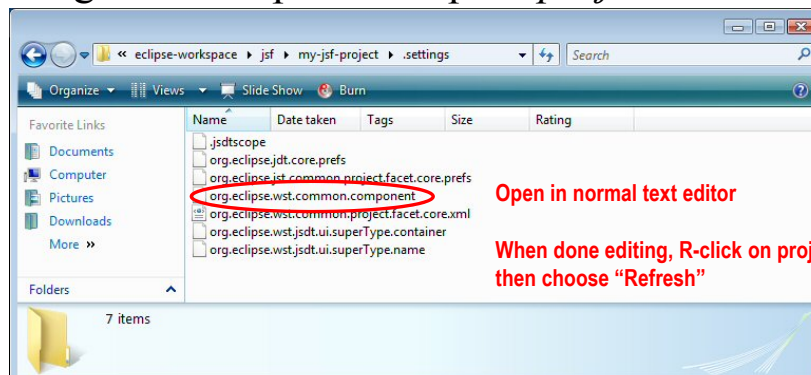 eclipse-workspace jsf my-jsf-project .settings Search
Organize Views Slide Show Burn
Favorite Links
Documents
Computer
Pictures
Downloads
More
Folders
Name Date taken Tags Size Rating
.jsdtscope
org.eclipse.jdt.core.prefs
org.eclipse.jst.common.project.facet.core.prefs
org.eclipse.wst.common.component
org.eclipse.wst.common.project.facet.core.xml
org.eclipse.wst.jsdt.ui.superType.container
org.eclipse.wst.jsdt.ui.superType.name
Open in normal text editor
When done editing, R-click on proj
then choose “Refresh”
7 items